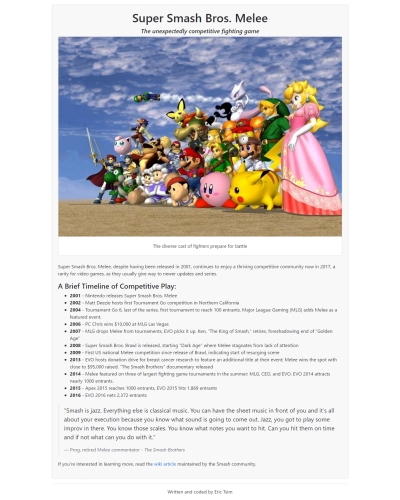 Super Smash Bros. Melee
The unexpectedly competitive fighting game
The diverse cast of fighters prepare for battle
Super Smash Bros. Melee, despite having been released in 2001, continues to enjoy a thriving competitive community now in 2017, a
rarity for video games, as they usually give way to newer updates and series.
A Brief Timeline of Competitive Play:
2001 - Nintendo releases Super Smash Bros. Melee
2002 - Matt Deezie hosts first Tournament Go competition in Northern California
2004 - Tournament Go 6, last of the series, first tournament to reach 100 entrants. Major League Gaming (MLG) adds Melee as a
featured event.
2006 - PC Chris wins $10,000 at MLG Las Vegas
2007 - MLG drops Melee from tournaments; EVO picks it up. Ken, "The King of Smash," retires, foreshadowing end of "Golden
Age"
2008 - Super Smash Bros. Brawl is released, starting "Dark Age" where Melee stagnates from lack of attention
2009 - First US national Melee competition since release of Brawl, indicating start of resurging scene
2013 - EVO hosts donation drive for breast cancer research to feature an additional title at their event: Melee wins the spot with
close to $95,000 raised. "The Smash Brothers" documentary released
2014 - Melee featured on three of largest fighting game tournaments in the summer: MLG, CEO, and EVO. EVO 2014 attracts
nearly 1000 entrants.
2015 - Apex 2015 reaches 1000 entrants; EVO 2015 hits 1,869 entrants
2016 - EVO 2016 nets 2,372 entrants
"Smash is jazz. Everything else is classical music. You can have the sheet music in front of you and it's all
about your execution because you know what sound is going to come out. Jazz, you got to play some
improv in there. You know those scales. You know what notes you want to hit. Can you hit them on time
and if not what can you do with it."
— Prog, retired Melee commentator - The Smash Brothers
If you're interested in learning more, read the wiki article maintained by the Smash community.
Written and coded by Eric Tsim